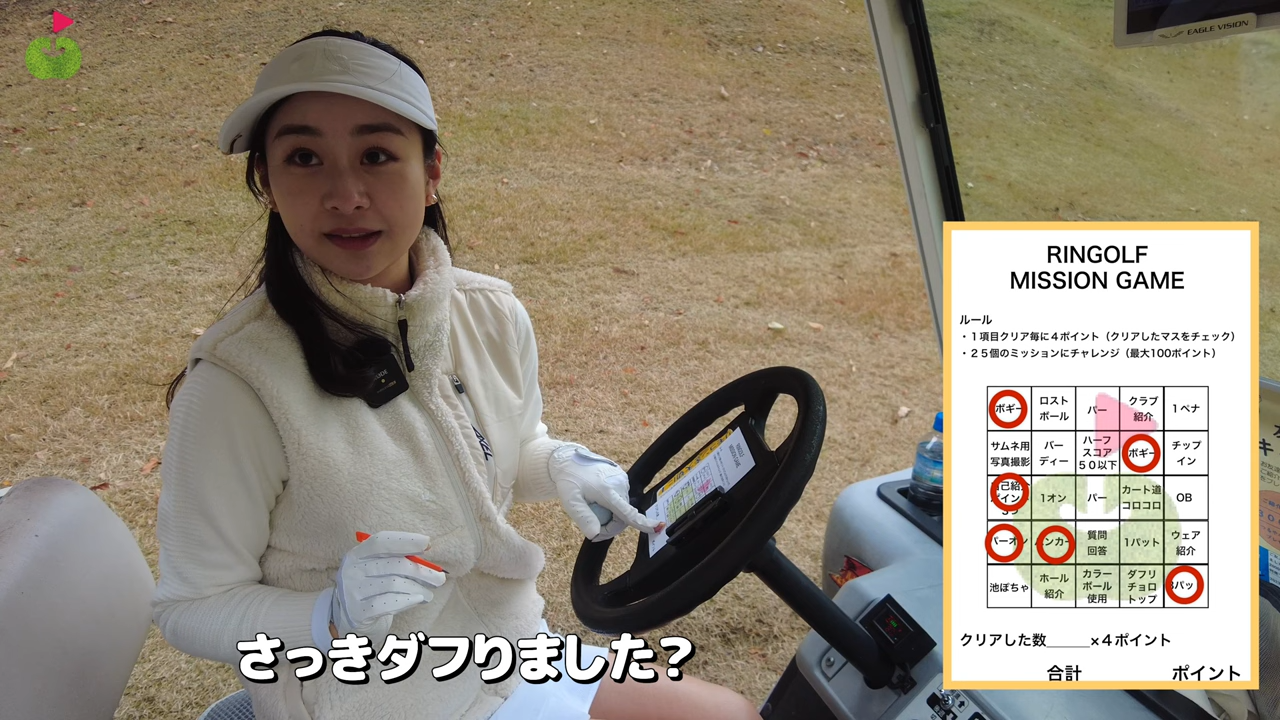 EAGLE VISION
RINGOLF
MISSION GAME
ルール
・1項目クリア毎に4ポイント（クリアしたマスをチェック）
・25個のミッションにチャレンジ（最大100ポイント）
ボギー
ロスト
ボール
パー
クラブ
紹介
1ペナ
サムネ用
写真撮影
バー
ディー
ハーフ
スコア
50以下
ボギー
チップ
イン
1オン
パー
カート道
コロコロ
OB
質問
回答
1パット
ウェア
紹介
池ぽちゃ
ホール
紹介
カラー
ボール
使用
ダフリ
チョロ
トップ
クリアした数_____×4ポイント
合計 ポイント
さっきダフりました?